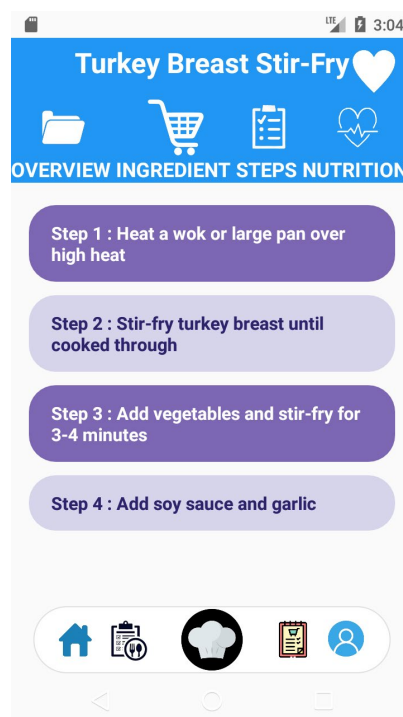 LTE 3:04
Turkey Breast Stir-Fry
OVERVIEW INGREDIENT STEPS NUTRITION
Step 1 : Heat a wok or large pan over
high heat
Step 2 : Stir-fry turkey breast until
cooked through
Step 3 : Add vegetables and stir-fry for
3-4 minutes
Step 4 : Add soy sauce and garlic